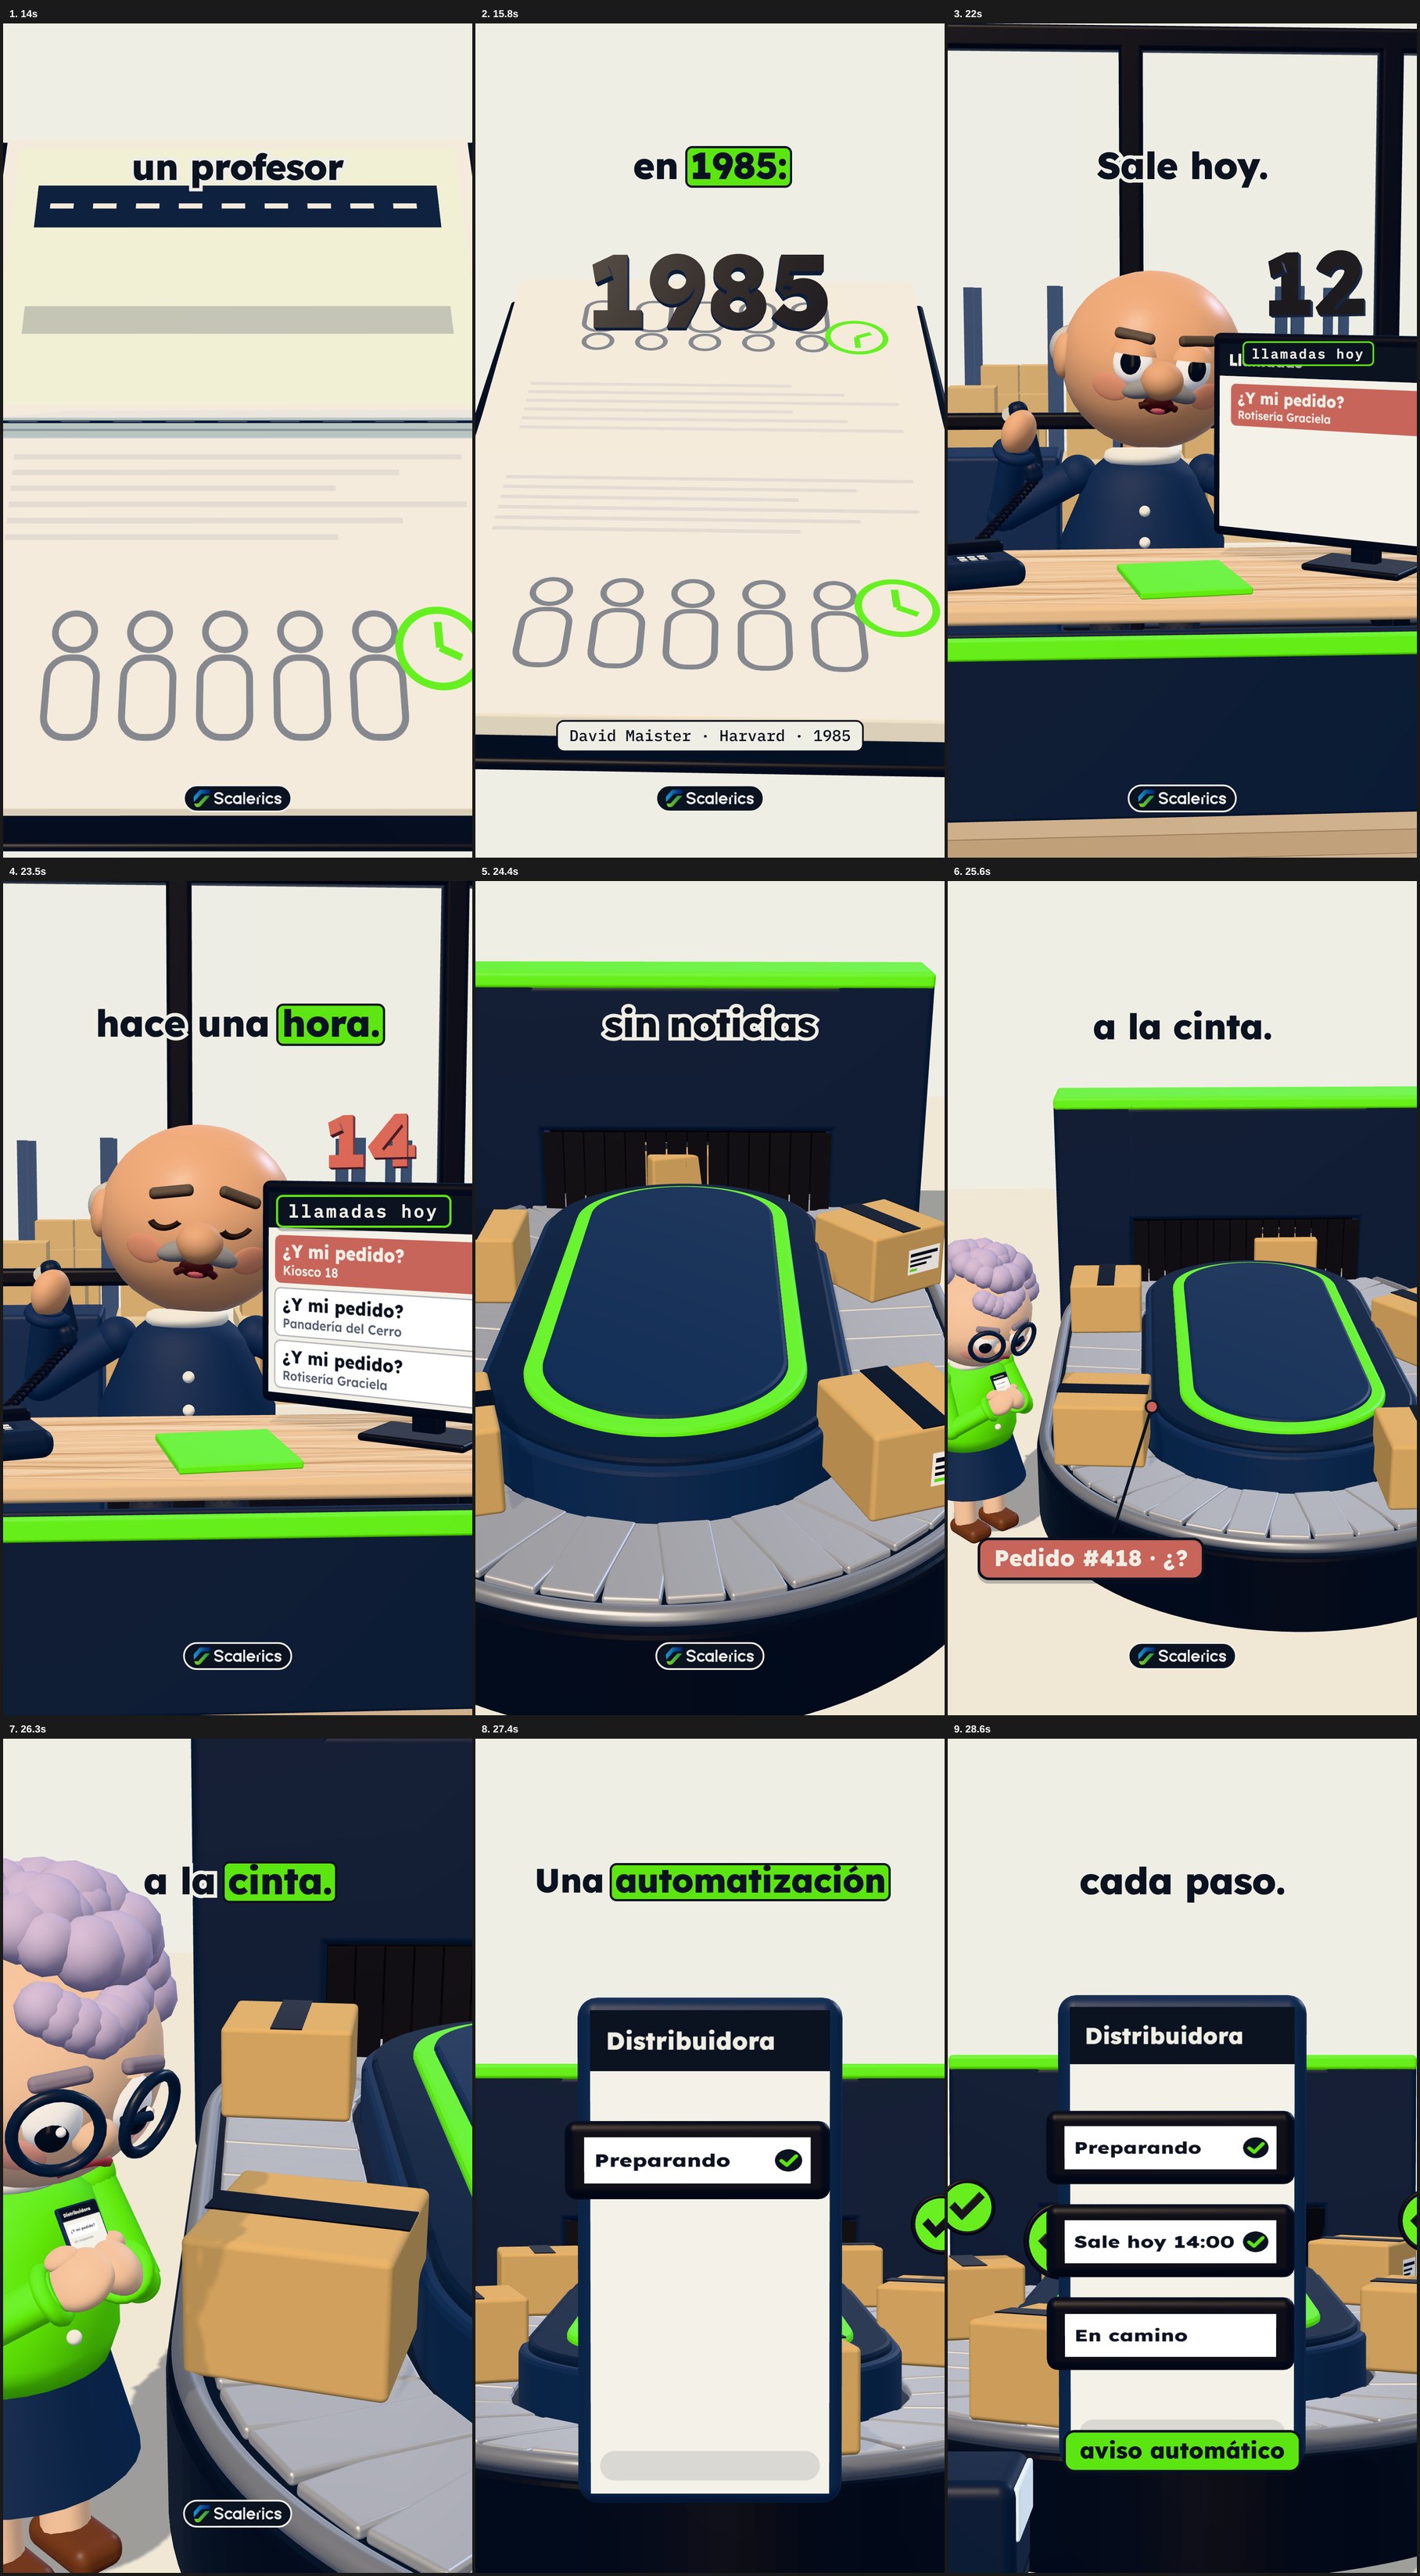 1. 14s
un profesor
Scalerics
2. 15.8s
en 1985:
1985
David Maister · Harvard · 1985
Scalerics
3. 22s
Sale hoy.
12
llamadas hoy
¿Y mi pedido?
Rotisería Graciela
Scalerics
4. 23.5s
hace una hora.
14
llamadas hoy
¿Y mi pedido?
Kiosco 18
¿Y mi pedido?
Panadería del Cerro
¿Y mi pedido?
Rotisería Graciela
Scalerics
5. 24.4s
sin noticias
Scalerics
6. 25.6s
a la cinta.
Pedido #418 · ¿?
Scalerics
7. 26.3s
a la cinta.
Distribuidora
¿Y mi pedido?
Scalerics
8. 27.4s
Una automatización
Distribuidora
Preparando
9. 28.6s
cada paso.
Distribuidora
Preparando
Sale hoy 14:00
En camino
aviso automático